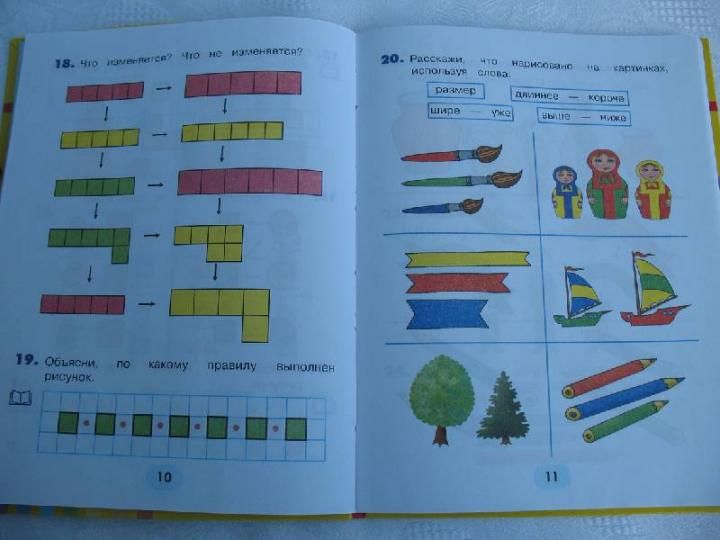 18. Что изменяется? Что не изменяется?
19. Объясни, по какому правилу выполнен
рисунок.
10
20. Расскажи, что нарисовано на картинках,
используя слова:
размер
длиннее — короче
шире — уже
выше — ниже
11